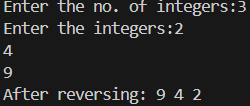 Enter the no. of integers:3
Enter the integers:2
4
9
After reversing: 9 4 2